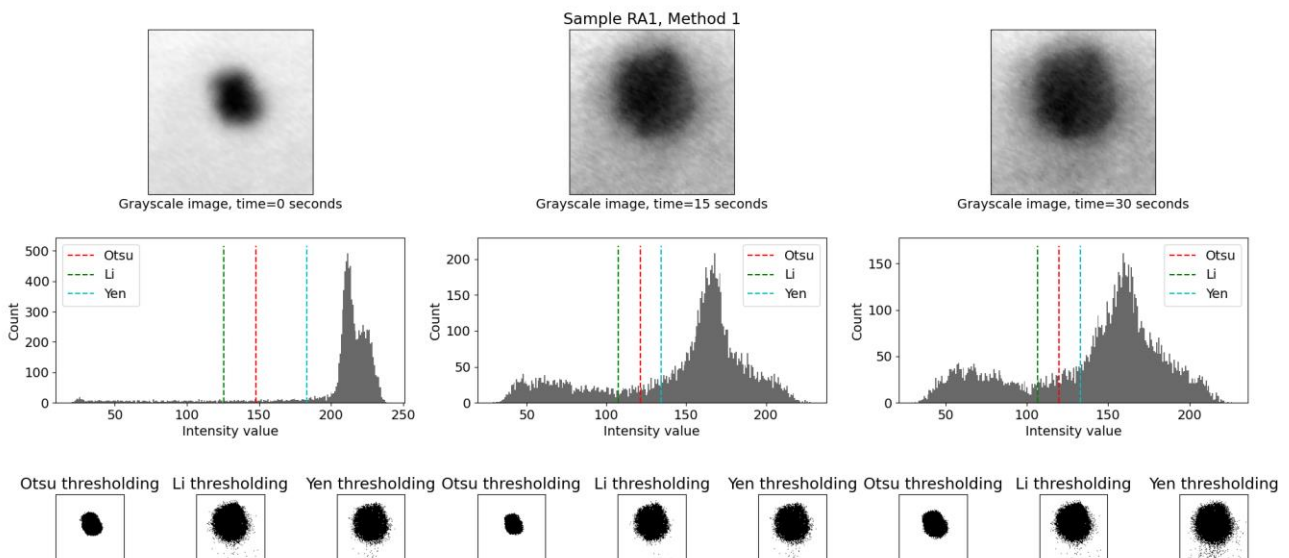 Sample RA1, Method 1
Grayscale image, time=0 seconds
Grayscale image, time=15 seconds
Grayscale image, time=30 seconds
500
400
300
200
100
0
Count
50
100
150
200
250
Intensity value
Otsu
Li
Yen
200
150
100
50
0
Count
50
100
150
200
Intensity value
Otsu
Li
Yen
150
100
50
0
Count
50
100
150
200
Intensity value
Otsu
Li
Yen
Otsu thresholding
Li thresholding
Yen thresholding
Otsu thresholding
Li thresholding
Yen thresholding
Otsu thresholding
Li thresholding
Yen thresholding